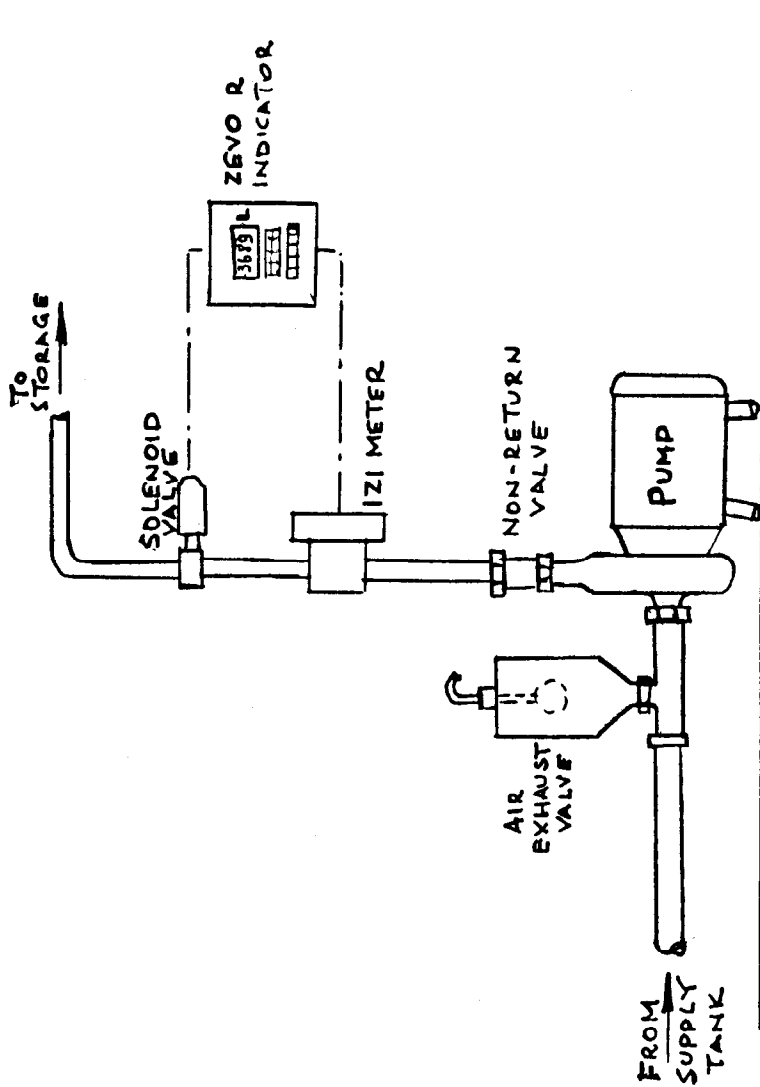 TO
STORAGE
SOLENOID
VALVE
ZEVO R
INDICATOR
3689 L
IZI METER
NON-RETURN
VALVE
PUMP
AIR
EXHAUST
VALVE
FROM
SUPPLY
TANK